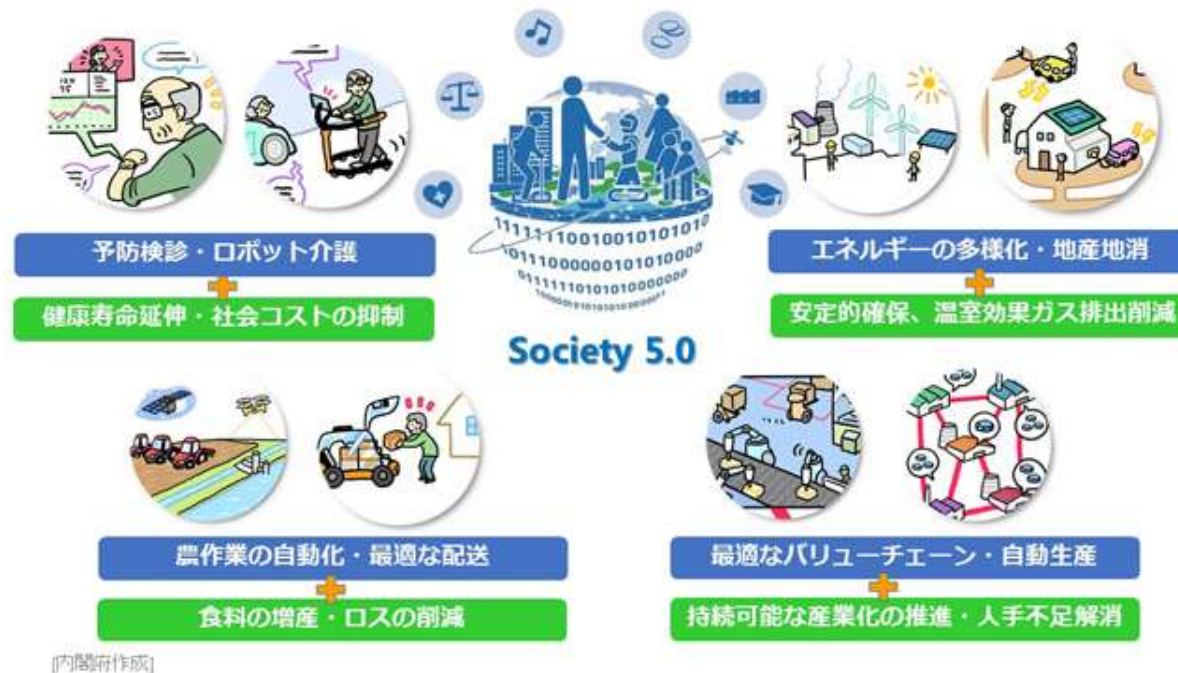 予防検診・ロボット介護
健康寿命延伸・社会コストの抑制
エネルギーの多様化・地産地消
安定的確保、温室効果ガス排出削減
1111111001001010101010
1011100000010101010000
Society 5.0
農作業の自動化・最適な配送
食料の増産・ロスの削減
最適なバリューチェーン・自動生産
持続可能な産業化の推進・人手不足解消
[内閣府作成]